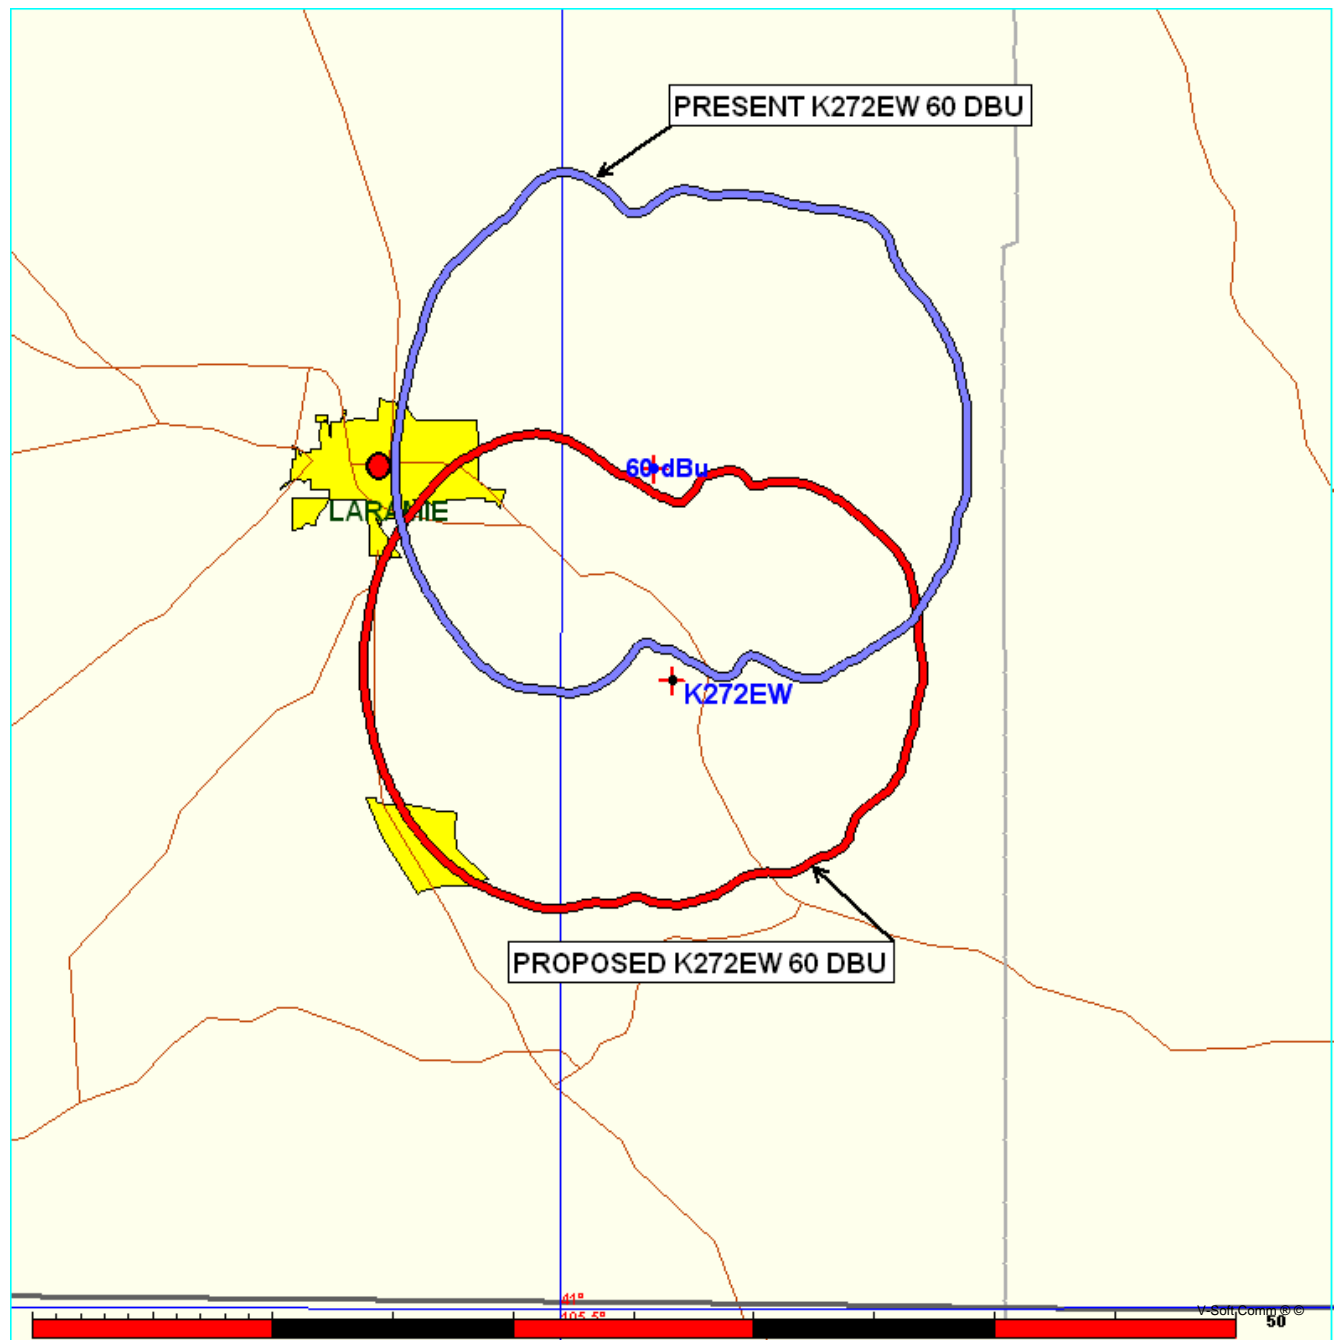 PRESENT K272EW 60 DBU
60 dBu
LARAMIE
K272EW
PROPOSED K272EW 60 DBU
41°
105.5°
V-Soft Comm ® ©
50